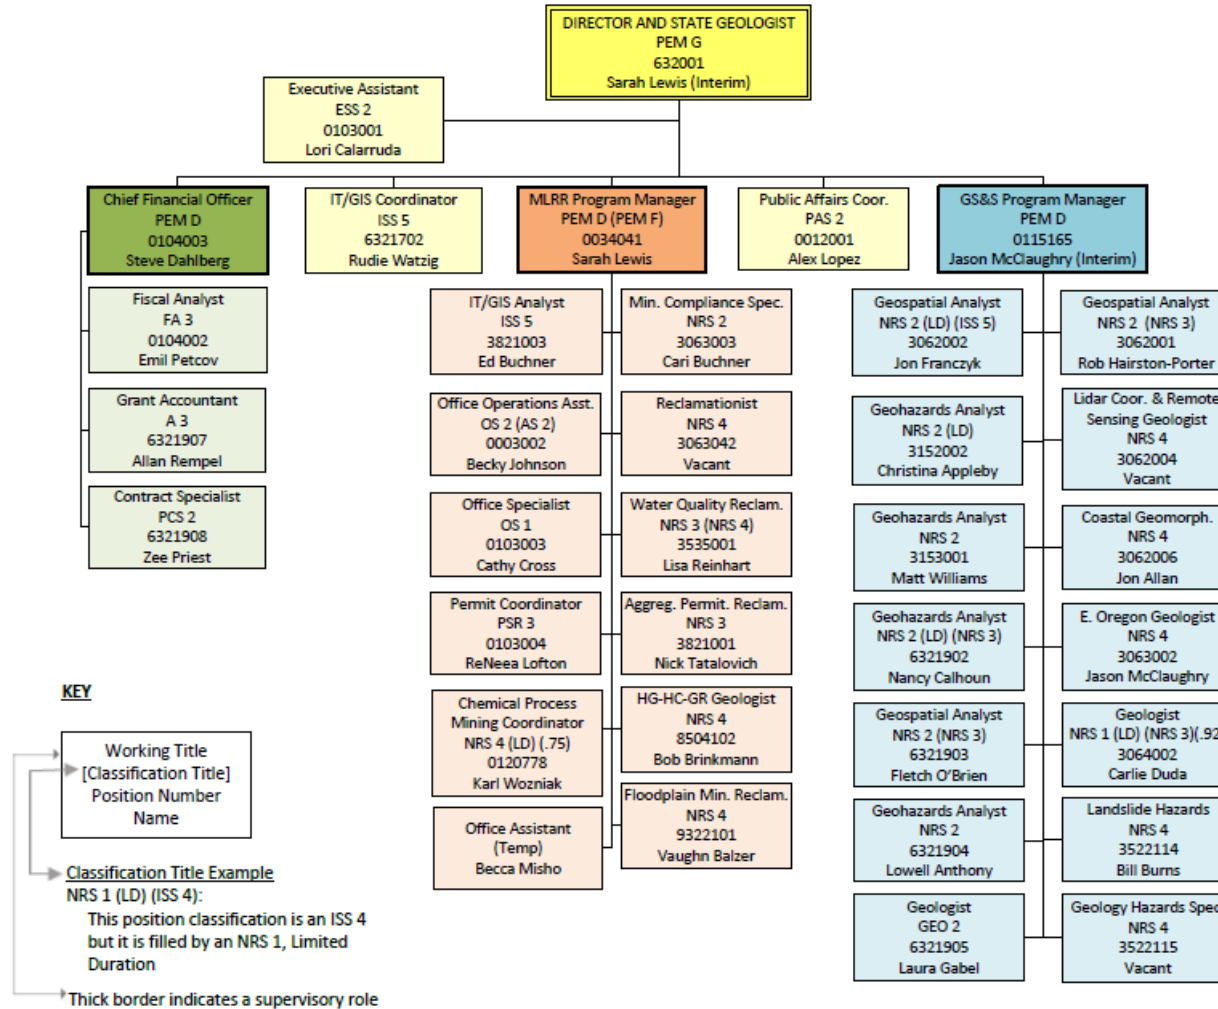 DIRECTOR AND STATE GEOLOGIST
PEM G
632001
Sarah Lewis (Interim)
Executive Assistant
ESS 2
0103001
Lori Calarruda
Chief Financial Officer
PEM D
0104003
Steve Dahlberg
IT/GIS Coordinator
ISS 5
6321702
Rudie Watzig
MLRR Program Manager
PEM D (PEM F)
0034041
Sarah Lewis
Public Affairs Coor.
PAS 2
0012001
Alex Lopez
GS&S Program Manager
PEM D
0115165
Jason McClaughry (Interim)
Fiscal Analyst
FA 3
0104002
Emil Petcov
Grant Accountant
A 3
6321907
Allan Rempel
Contract Specialist
PCS 2
6321908
Zee Priest
IT/GIS Analyst
ISS 5
3821003
Ed Buchner
Min. Compliance Spec.
NRS 2
3063003
Cari Buchner
Office Operations Asst.
OS 2 (AS 2)
0003002
Becky Johnson
Reclamationist
NRS 4
3063042
Vacant
Office Specialist
OS 1
0103003
Cathy Cross
Water Quality Reclam.
NRS 3 (NRS 4)
3535001
Lisa Reinhart
Permit Coordinator
PSR 3
0103004
ReNeea Lofton
Aggreg. Permit. Reclam.
NRS 3
3821001
Nick Tatalovich
Chemical Process
Mining Coordinator
NRS 4 (LD) (.75)
0120778
Karl Wozniak
HG-HC-GR Geologist
NRS 4
8504102
Bob Brinkmann
Office Assistant
(Temp)
Becca Misho
Floodplain Min. Reclam.
NRS 4
9322101
Vaughn Balzer
Geospatial Analyst
NRS 2 (LD) (ISS 5)
3062002
Jon Franczyk
Geospatial Analyst
NRS 2 (NRS 3)
3062001
Rob Hairston-Porter
Geohazards Analyst
NRS 2 (LD)
3152002
Christina Appleby
Lidar Coor. & Remote
Sensing Geologist
NRS 4
3062004
Vacant
Geohazards Analyst
NRS 2
3153001
Matt Williams
Coastal Geomorph.
NRS 4
3062006
Jon Allan
Geohazards Analyst
NRS 2 (LD) (NRS 3)
6321902
Nancy Calhoun
E. Oregon Geologist
NRS 4
3063002
Jason McClaughry
Geospatial Analyst
NRS 2 (NRS 3)
6321903
Fletch O'Brien
Geologist
NRS 1 (LD) (NRS 3)(.92
3064002
Carlie Duda
Geohazards Analyst
NRS 2
6321904
Lowell Anthony
Landslide Hazards
NRS 4
3522114
Bill Burns
Geologist
GEO 2
6321905
Laura Gabel
Geology Hazards Spec
NRS 4
3522115
Vacant
KEY
Working Title
[Classification Title]
Position Number
Name
Classification Title Example
NRS 1 (LD) (ISS 4):
This position classification is an ISS 4
but it is filled by an NRS 1, Limited
Duration
Thick border indicates a supervisory role